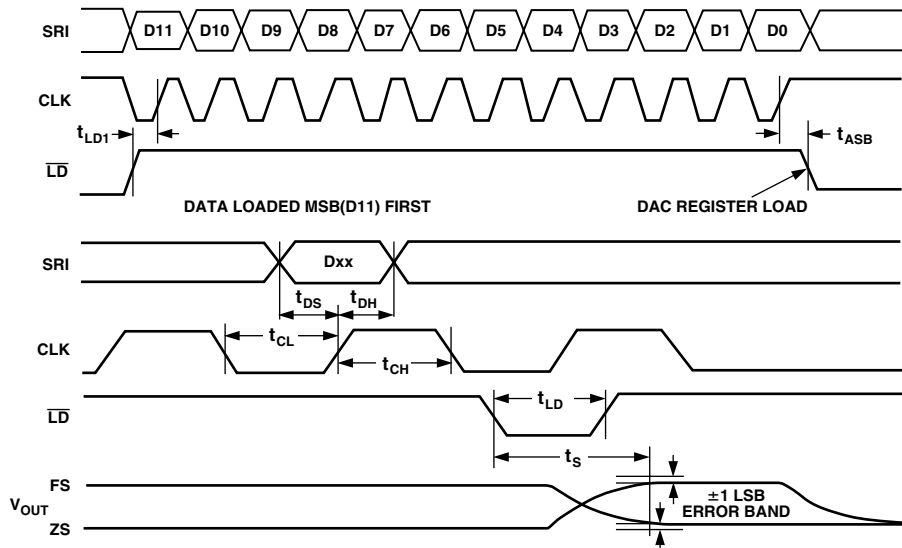 SRI D11 D10 D9 D8 D7 D6 D5 D4 D3 D2 D1 D0
CLK
tLD1 tASB
LD
DATA LOADED MSB(D11) FIRST DAC REGISTER LOAD
SRI Dxx
tDS tDH
tCL
CLK
tCH
LD tLD
tS
FS
VOUT ±1 LSB
ERROR BAND
ZS